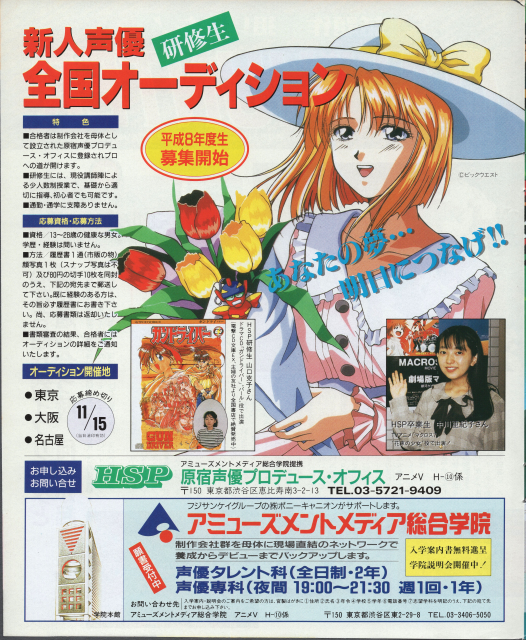 新人声優
研修生
全国オーディション
特色
■合格者は制作会社を母体とし
て設立された原宿声優プロデュ
ース・オフィスに登録されプロ
への道が開けます。
■研修生には、現役講師陣によ
る少人数制授業で、基礎から適
切に指導、初心者でも可能です。
■通勤・通学に支障ありません。
平成8年度生
募集開始
©ビックウエスト
応募資格・応募方法
■資格/13～28歳の健康な男女。
学歴・経験は問いません。
■方法/履歴書1通(市販の物)
顔写真1枚(スナップ写真は不
可)及び80円の切手10枚を同封
のうえ、下記の宛先まで郵送し
て下さい。既に経験のある方は、
その旨必ず履歴書にお書き下さ
い。尚、応募書類は返却いたし
ません。
■書類審査の結果、合格者には
オーディションの詳細をご通知
いたします。
あなたの夢…
明日につなげ!!
オーディション開催地
●東京
●大阪
●名古屋
応募締め切り
11/15
HSP研修生 山口克子さん
MACRO
劇場版マ
HSP卒業生
お申し込み
お問い合せ
HSP
アミューズメントメディア総合学院提携
原宿声優プロデュース・オフィス アニメV H-⑩係
〒150 東京都渋谷区恵比寿南3-2-13 TEL.03-5721-9409
フジサンケイグループの㈱ポニーキャニオンがサポートします。
アミューズメントメディア総合学院
願書受付中
制作会社群を母体に現場直結のネットワークで
養成からデビューまでバックアップします。
入学案内書無料進呈
学院説明会開催中!
声優タレント科(全日制・2年)
声優専科(夜間 19:00～21:30 週1回・1年)
学院本館
お問い合わせ先
アミューズメントメディア総合学院 アニメV H-⑩係 〒150 東京都渋谷区東2-29-8 TEL.03-3406-5050